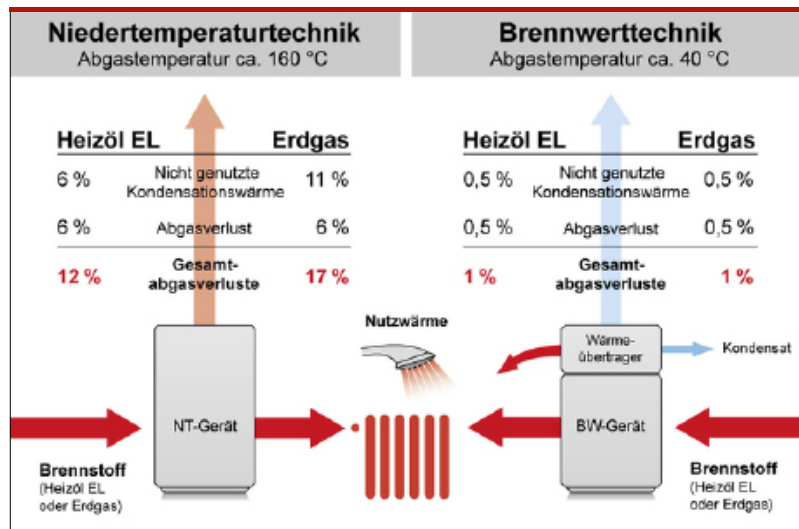 Niedertemperaturtechnik
Abgastemperatur ca. 160 °C
Heizöl EL Erdgas
6 % Nicht genutzte Kondensationswärme 11 %
6 % Abgasverlust 6 %
12 % Gesamt-
abgasverluste 17 %
Brennwerttechnik
Abgastemperatur ca. 40 °C
Heizöl EL Erdgas
0,5 % Nicht genutzte Kondensationswärme 0,5 %
0,5 % Abgasverlust 0,5 %
1 % Gesamt-
abgasverluste 1 %
Nutzwärme
Wärme-
übertrager
Kondensat
NT-Gerät
BW-Gerät
Brennstoff
(Heizöl EL
oder Erdgas)
Brennstoff
(Heizöl EL
oder Erdgas)